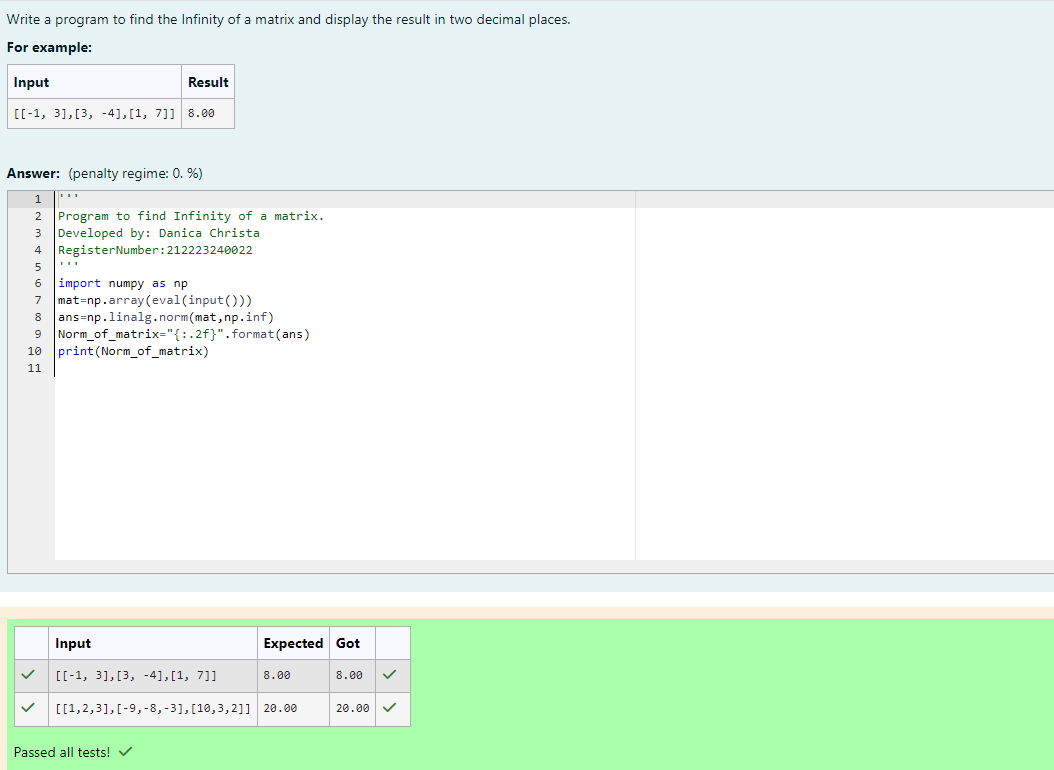 Write a program to find the Infinity of a matrix and display the result in two decimal places.
For example:
Input Result
[[-1, 3],[3, -4],[1, 7]] 8.00
Answer: (penalty regime: 0. %)
1 '''
2 Program to find Infinity of a matrix.
3 Developed by: Danica Christa
4 RegisterNumber:212223240022
5 '''
6 import numpy as np
7 mat=np.array(eval(input()))
8 ans=np.linalg.norm(mat,np.inf)
9 Norm_of_matrix="{:.2f}".format(ans)
10 print(Norm_of_matrix)
11
Input Expected Got
[[-1, 3],[3, -4],[1, 7]] 8.00 8.00
[[1,2,3],[-9,-8,-3],[10,3,2]] 20.00 20.00
Passed all tests!